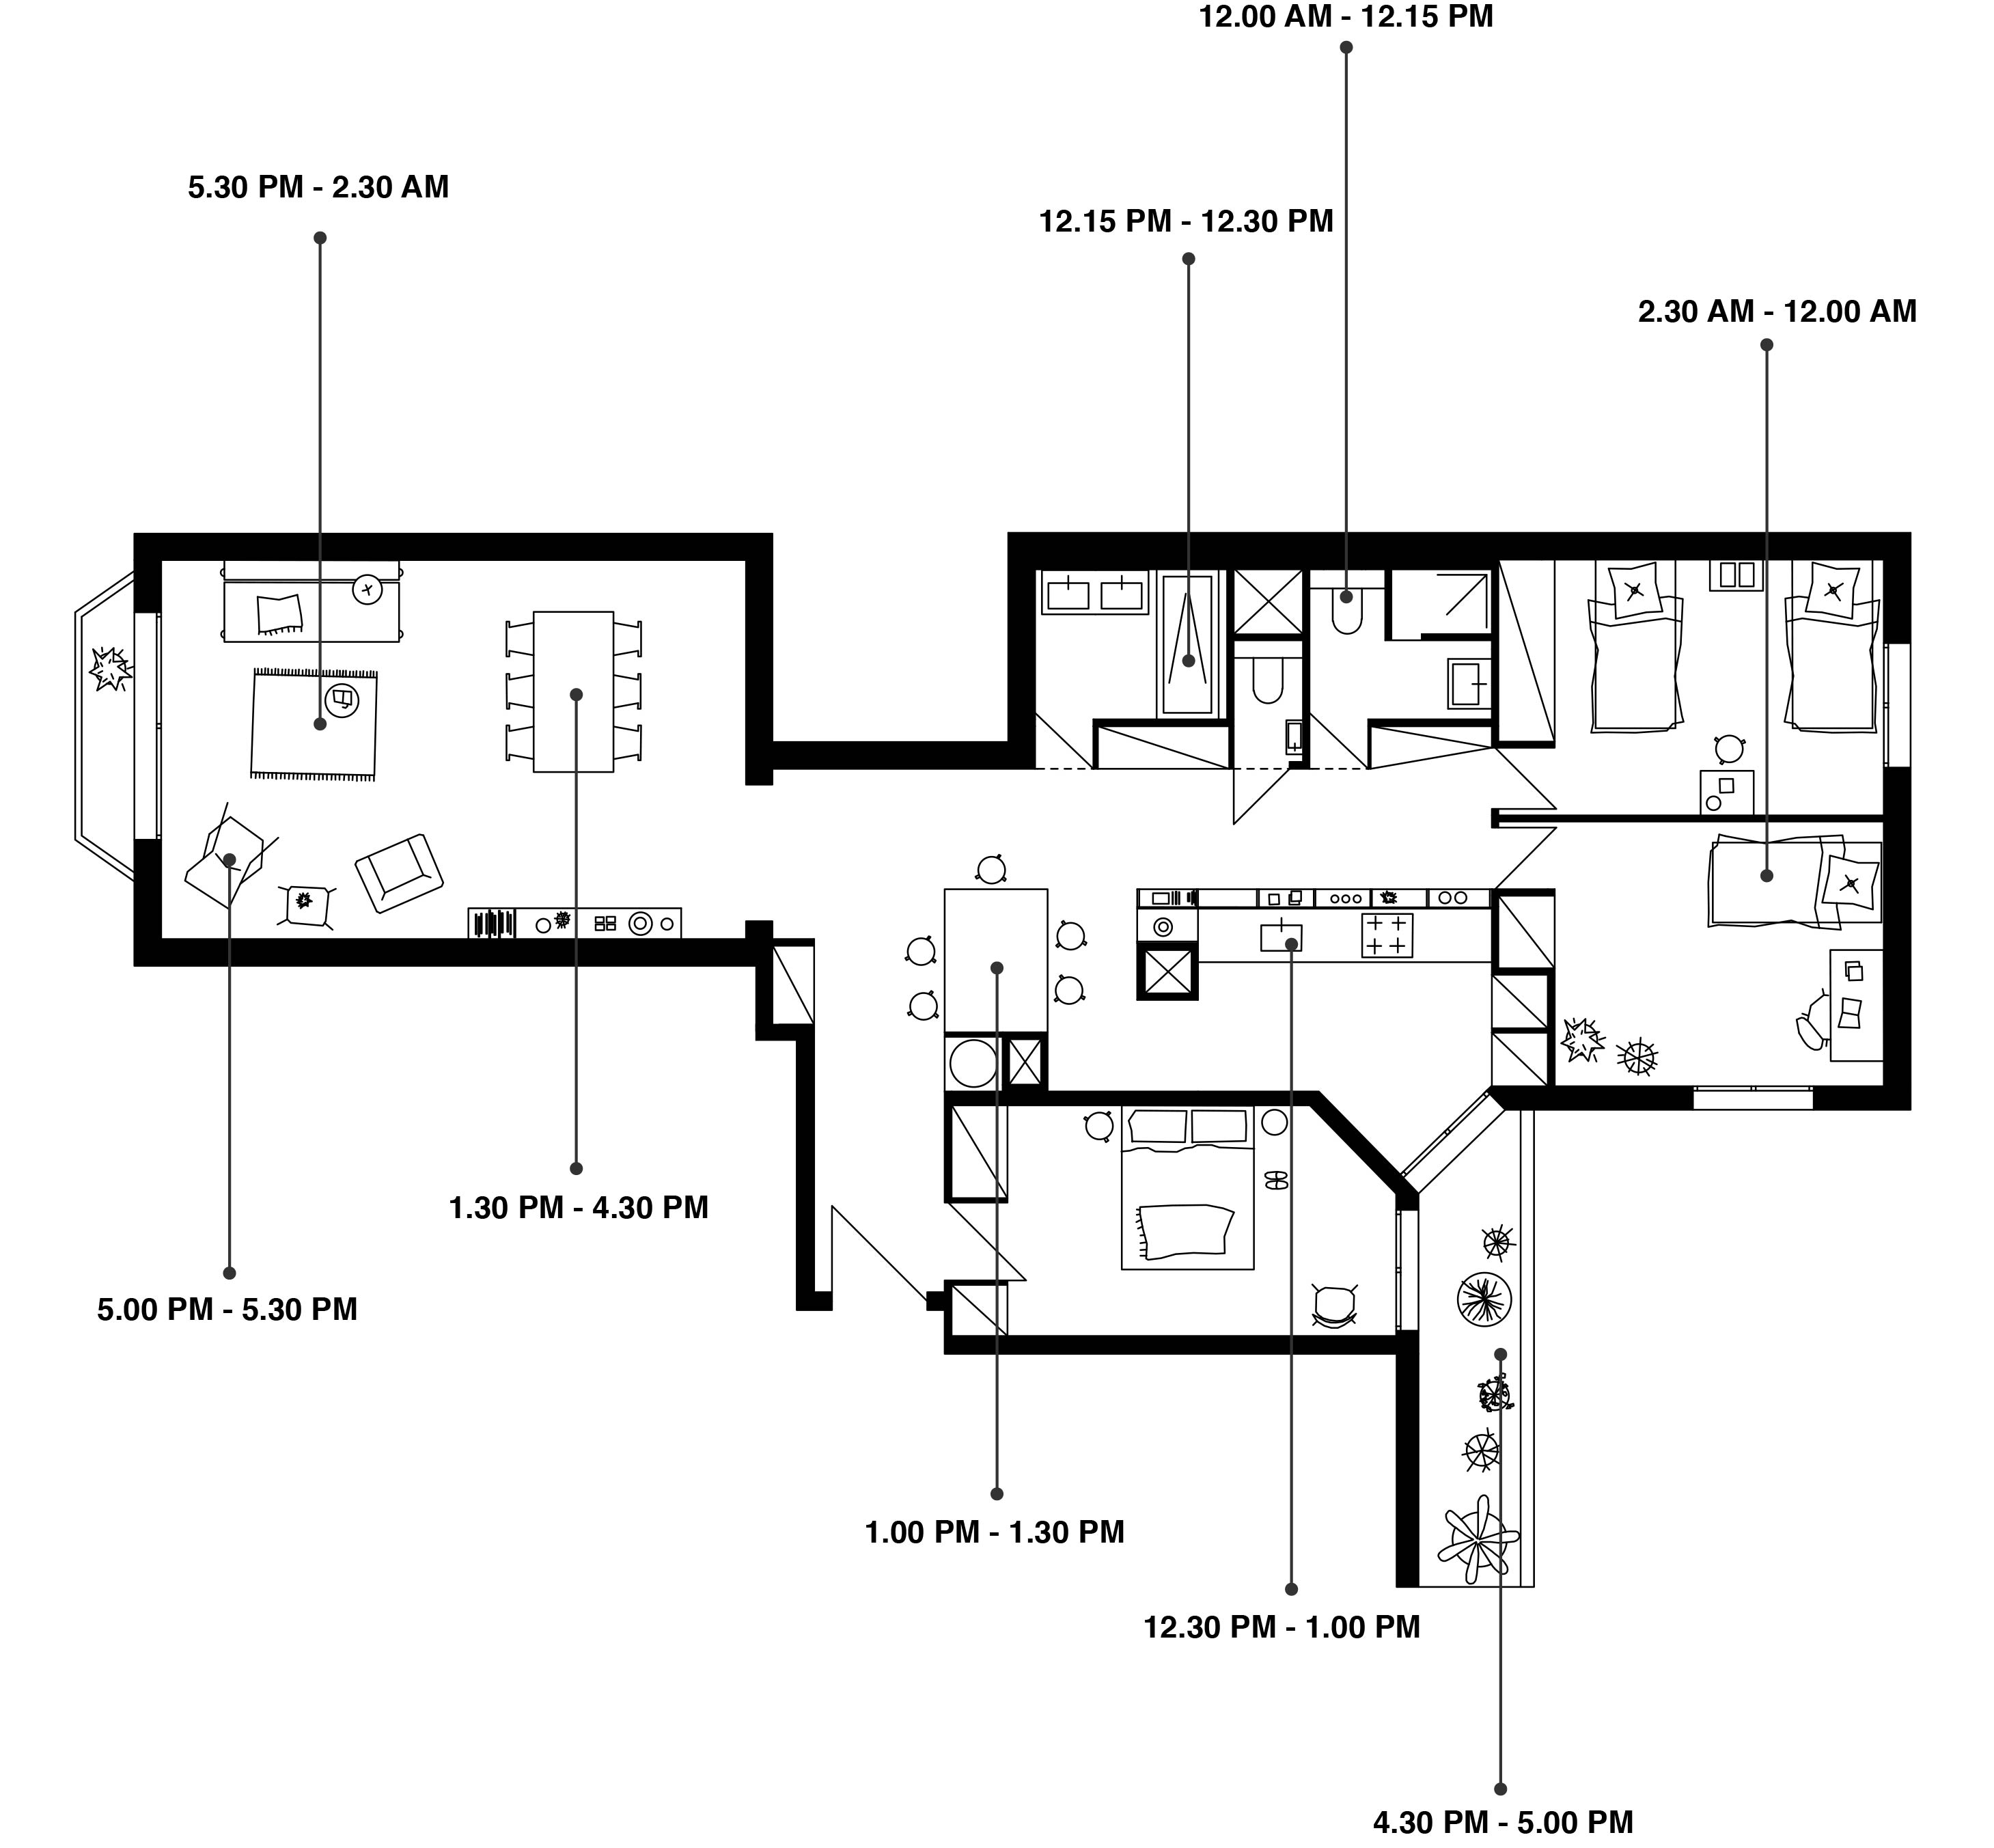 12.00 AM - 12.15 PM
5.30 PM - 2.30 AM
12.15 PM - 12.30 PM
2.30 AM - 12.00 AM
1.30 PM - 4.30 PM
5.00 PM - 5.30 PM
1.00 PM - 1.30 PM
12.30 PM - 1.00 PM
4.30 PM - 5.00 PM